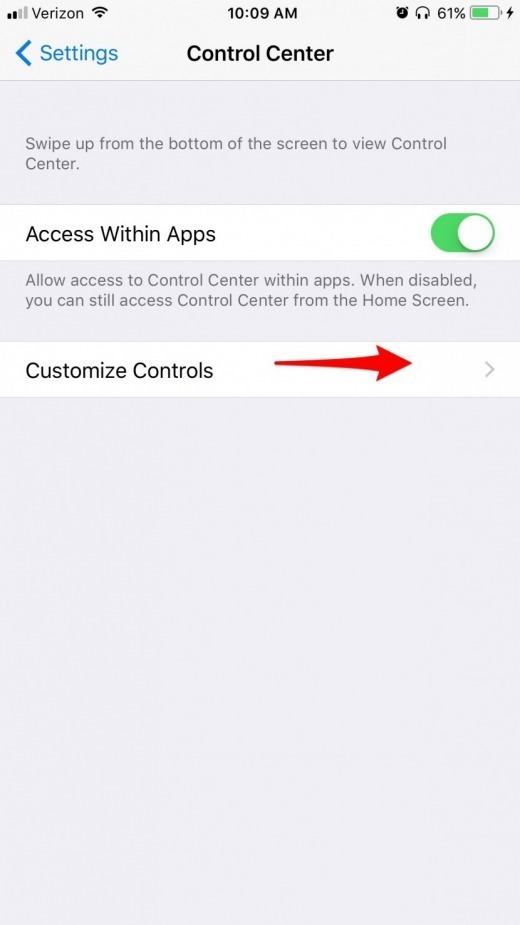 Verizon 10:09 AM 61%
Settings Control Center
Swipe up from the bottom of the screen to view Control
Center.
Access Within Apps
Allow access to Control Center within apps. When disabled,
you can still access Control Center from the Home Screen.
Customize Controls